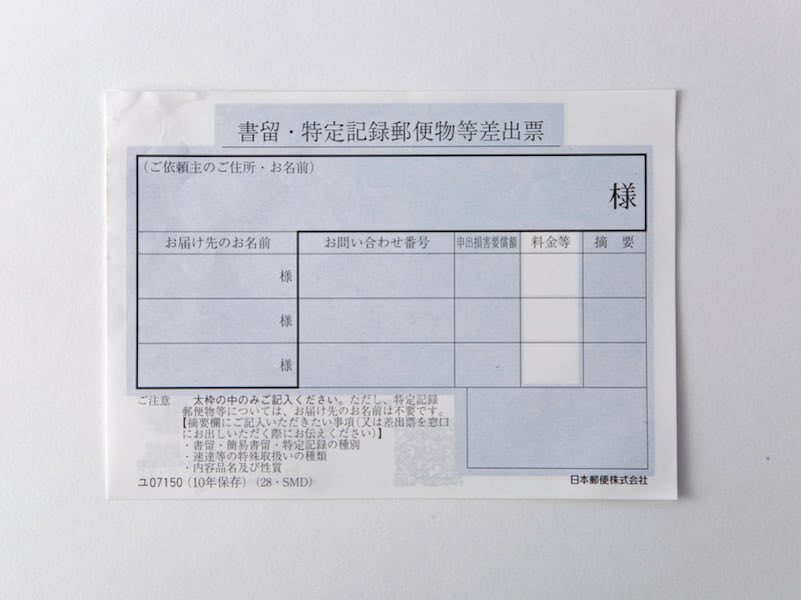 書留・特定記録郵便物等差出票
(ご依頼主のご住所・お名前)
様
お届け先のお名前 お問い合わせ番号 申出損害要償額 料金等 摘 要
様
様
様
ご注意 太枠の中のみご記入ください。ただし、特定記録
郵便物等については、お届け先のお名前は不要です。
【摘要欄にご記入いただきたい事項(又は差出票を窓口
にお出しいただく際にお伝えください)】
・書留・簡易書留・特定記録の種別
・速達等の特殊取扱いの種類
・内容品名及び性質
ユ07150(10年保存)(28・SMD)
日本郵便株式会社